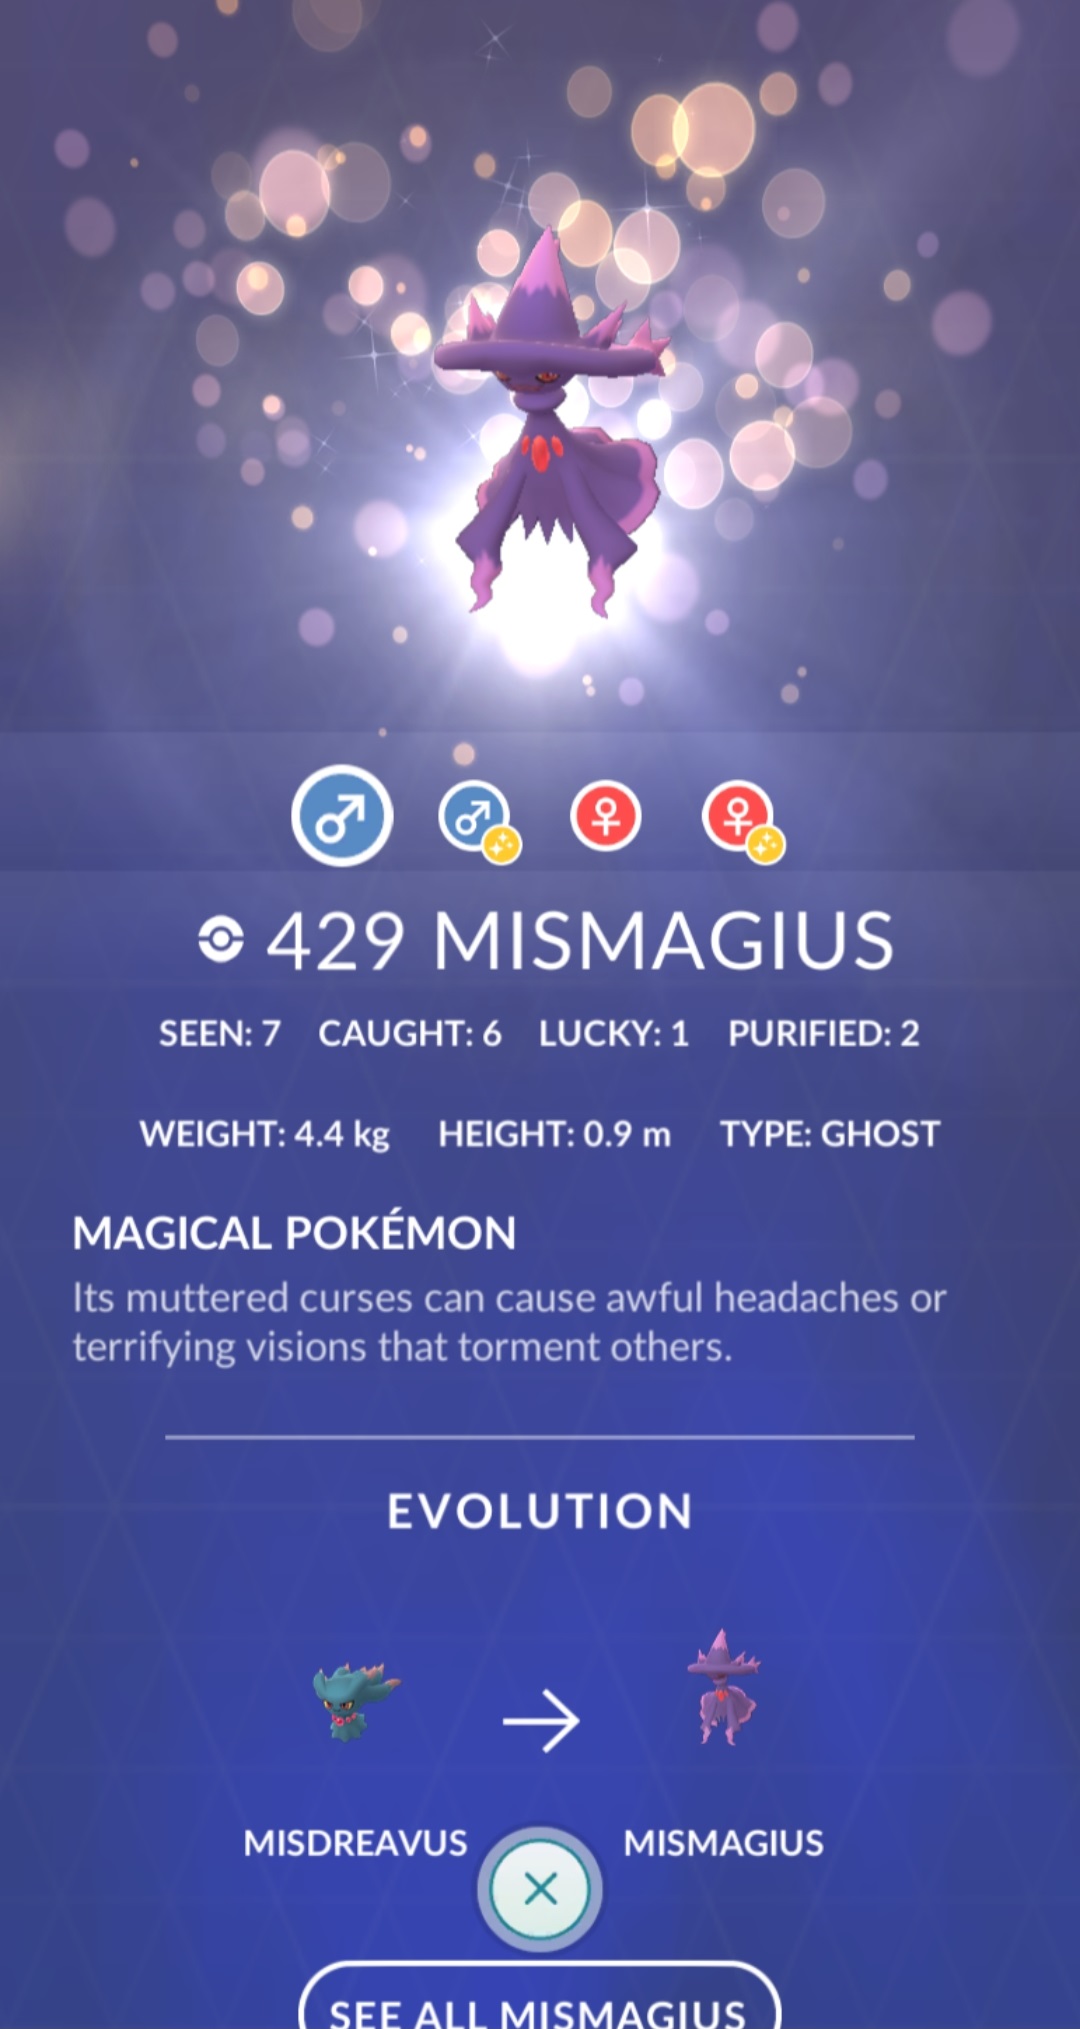 429 MISMAGIUS
SEEN: 7 CAUGHT: 6 LUCKY: 1 PURIFIED: 2
WEIGHT: 4.4 kg HEIGHT: 0.9 m TYPE: GHOST
MAGICAL POKÉMON
Its muttered curses can cause awful headaches or
terrifying visions that torment others.
EVOLUTION
MISDREAVUS MISMAGIUS
SEE ALL MISMAGIUS